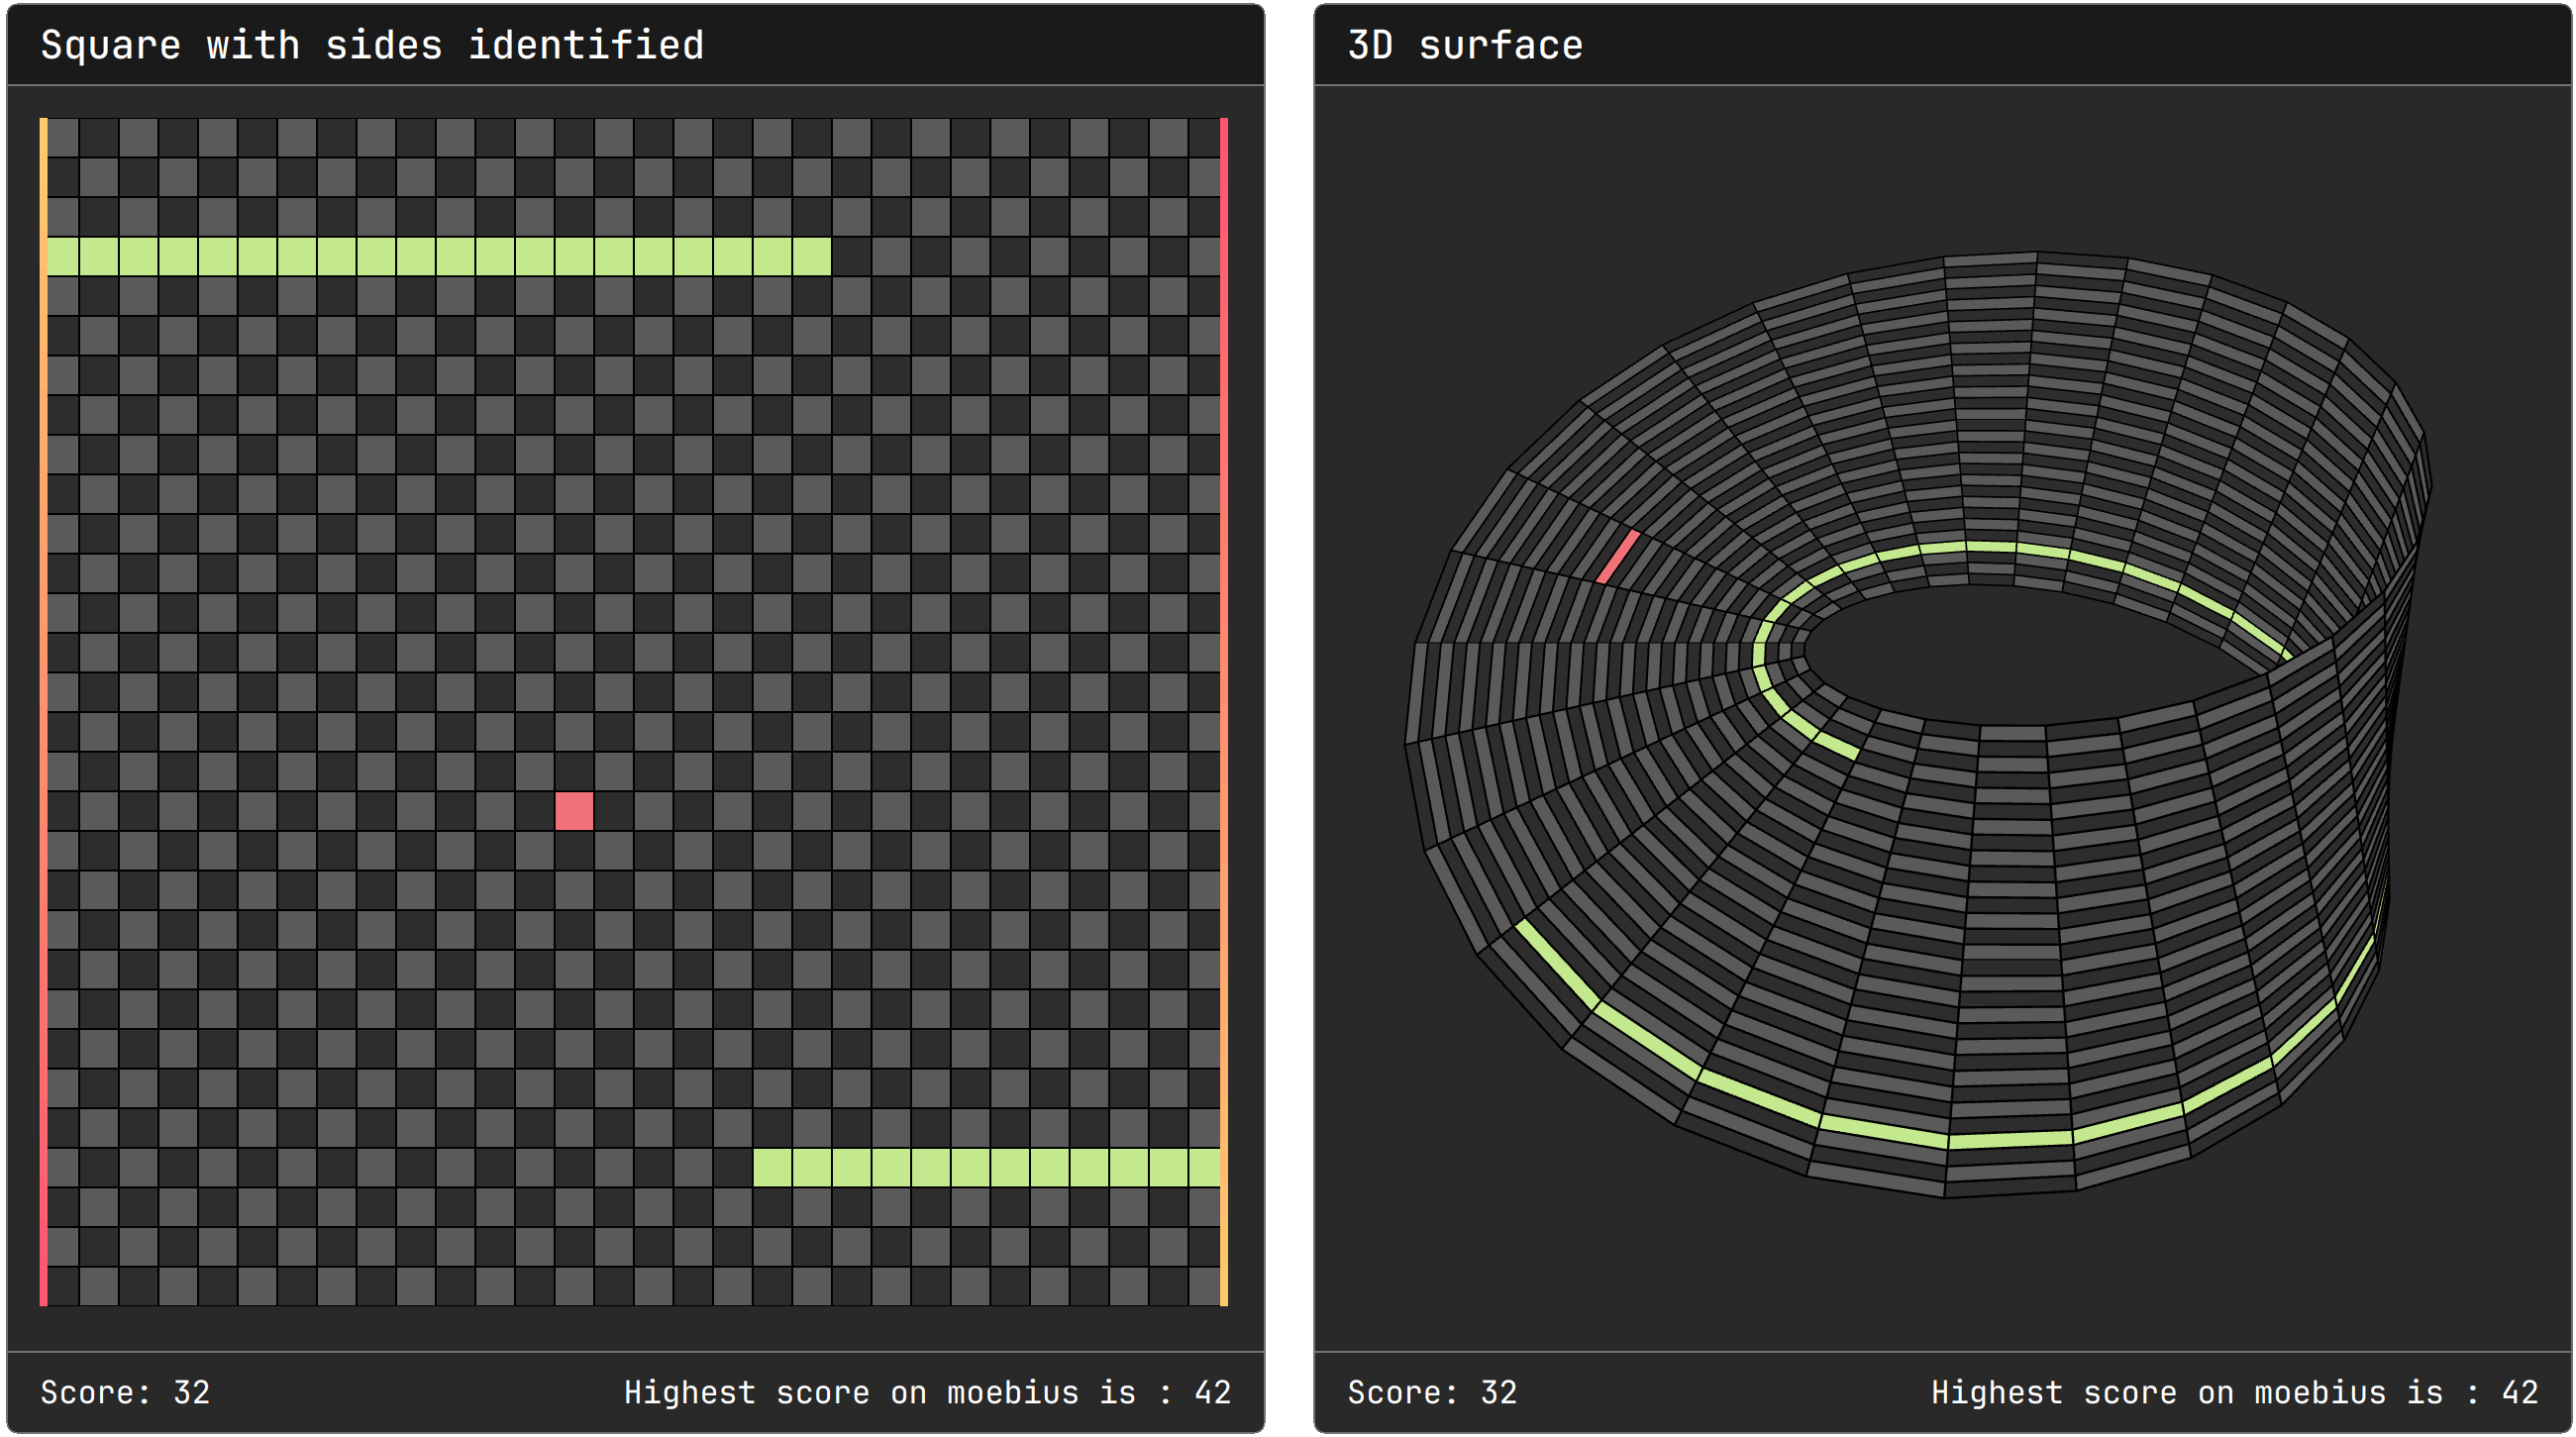 Square with sides identified
Score: 32
Highest score on moebius is : 42
3D surface
Score: 32
Highest score on moebius is : 42